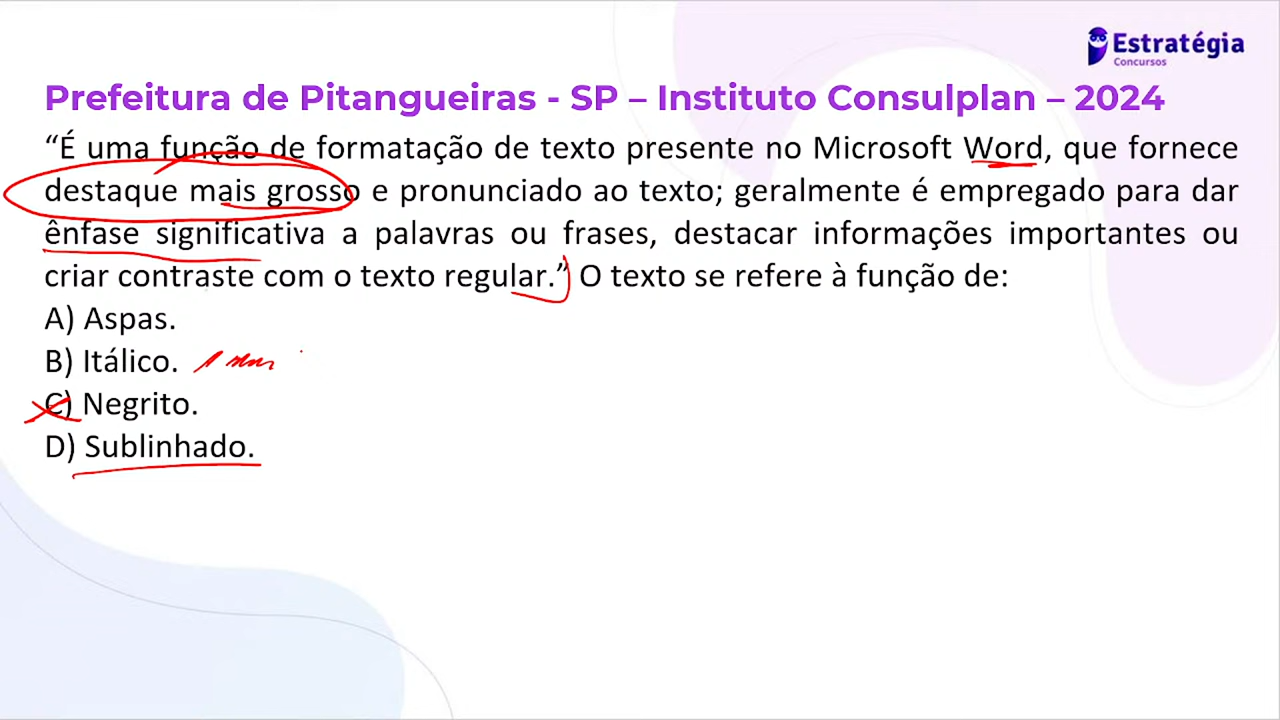 Estratégia
Concursos
Prefeitura de Pitangueiras - SP – Instituto Consulplan – 2024
“É uma função de formatação de texto presente no Microsoft Word, que fornece
destaque mais grosso e pronunciado ao texto; geralmente é empregado para dar
ênfase significativa a palavras ou frases, destacar informações importantes ou
criar contraste com o texto regular.” O texto se refere à função de:
A) Aspas.
B) Itálico.
C) Negrito.
D) Sublinhado.